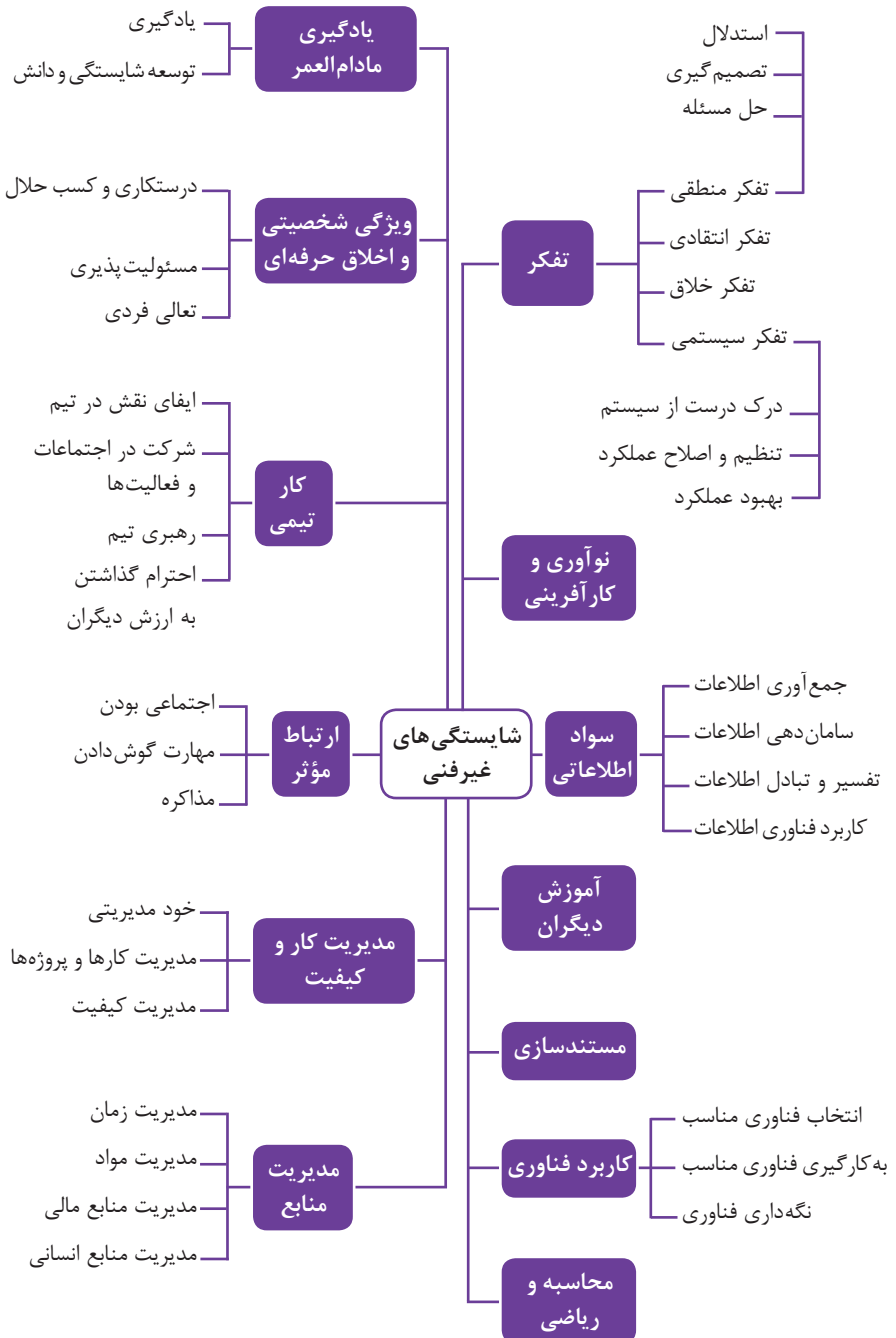 شایستگی‌های
غیرفنی
تفکر
استدلال
تصمیم‌گیری
حل مسئله
تفکر منطقی
تفکر انتقادی
تفکر خلاق
تفکر سیستمی
درک درست از سیستم
تنظیم و اصلاح عملکرد
بهبود عملکرد
نوآوری و
کارآفرینی
سواد
اطلاعاتی
جمع‌آوری اطلاعات
سامان‌دهی اطلاعات
تفسیر و تبادل اطلاعات
کاربرد فناوری اطلاعات
آموزش
دیگران
مستندسازی
کاربرد فناوری
انتخاب فناوری مناسب
به‌کارگیری فناوری مناسب
نگه‌داری فناوری
محاسبه و
ریاضی
یادگیری
مادام‌العمر
یادگیری
توسعه شایستگی و دانش
ویژگی شخصیتی
و اخلاق حرفه‌ای
درستکاری و کسب حلال
مسئولیت‌پذیری
تعالی فردی
کار
تیمی
ایفای نقش در تیم
شرکت در اجتماعات
و فعالیت‌ها
رهبری تیم
احترام گذاشتن
به ارزش دیگران
ارتباط
مؤثر
اجتماعی بودن
مهارت گوش‌دادن
مذاکره
مدیریت کار و
کیفیت
خود مدیریتی
مدیریت کارها و پروژه‌ها
مدیریت کیفیت
مدیریت
منابع
مدیریت زمان
مدیریت مواد
مدیریت منابع مالی
مدیریت منابع انسانی